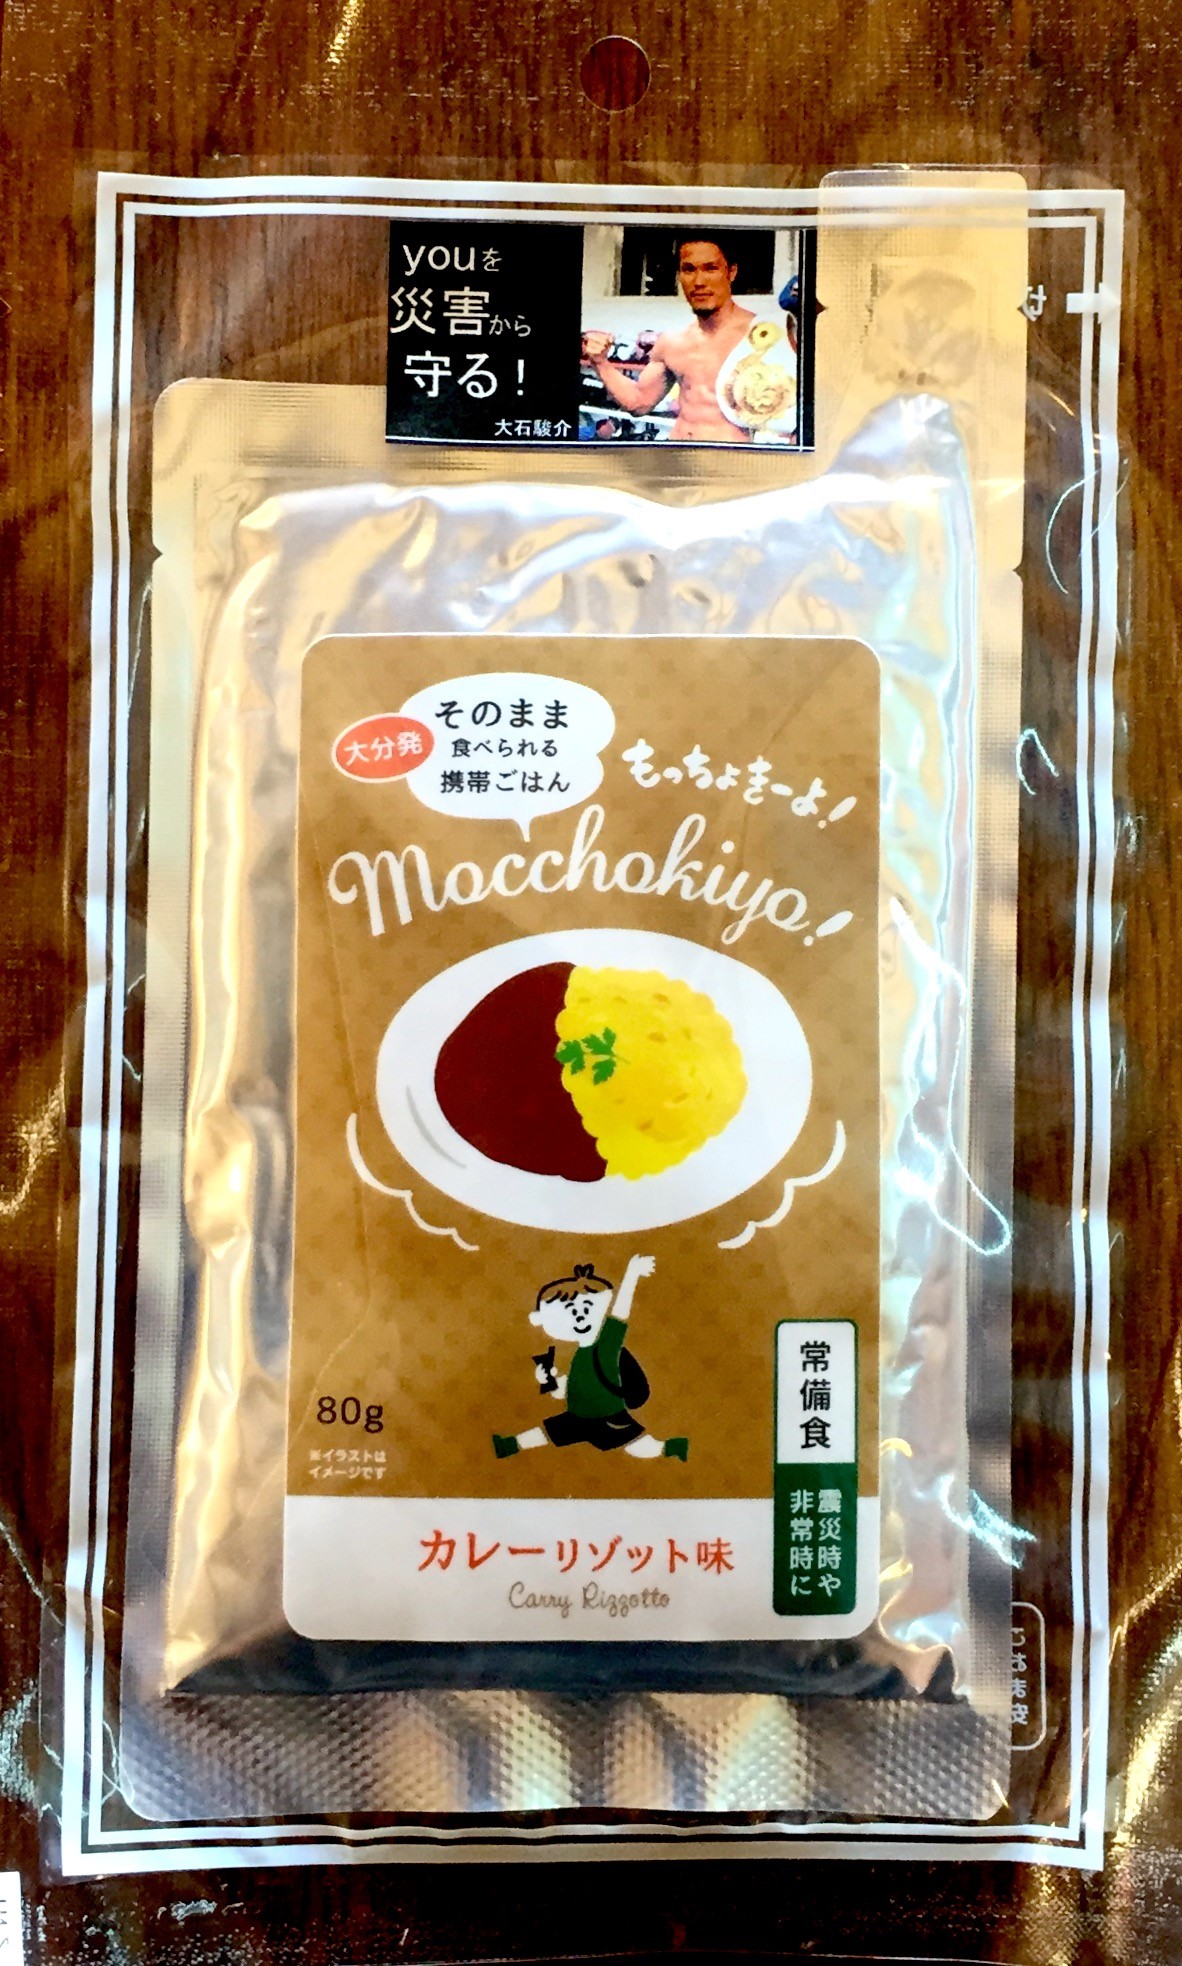 youを
災害から
守る!
大石駿介
け
大分発
そのまま
食べられる
携帯ごはん
もっちょきーよ!
Mocchokiyo!
80g
※イラストは
イメージです
常備食
震災時や
非常時に
カレーリゾット味
Carry Rizzotto